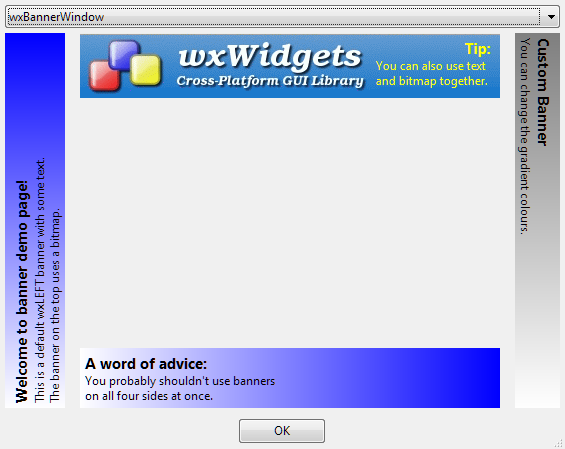 wxBannerWindow
Welcome to banner demo page!
This is a default wxLEFT banner with some text.
The banner on the top uses a bitmap.
wxWidgets
Cross-Platform GUI Library
Tip:
You can also use text
and bitmap together.
Custom Banner
You can change the gradient colours.
A word of advice:
You probably shouldn't use banners
on all four sides at once.
OK